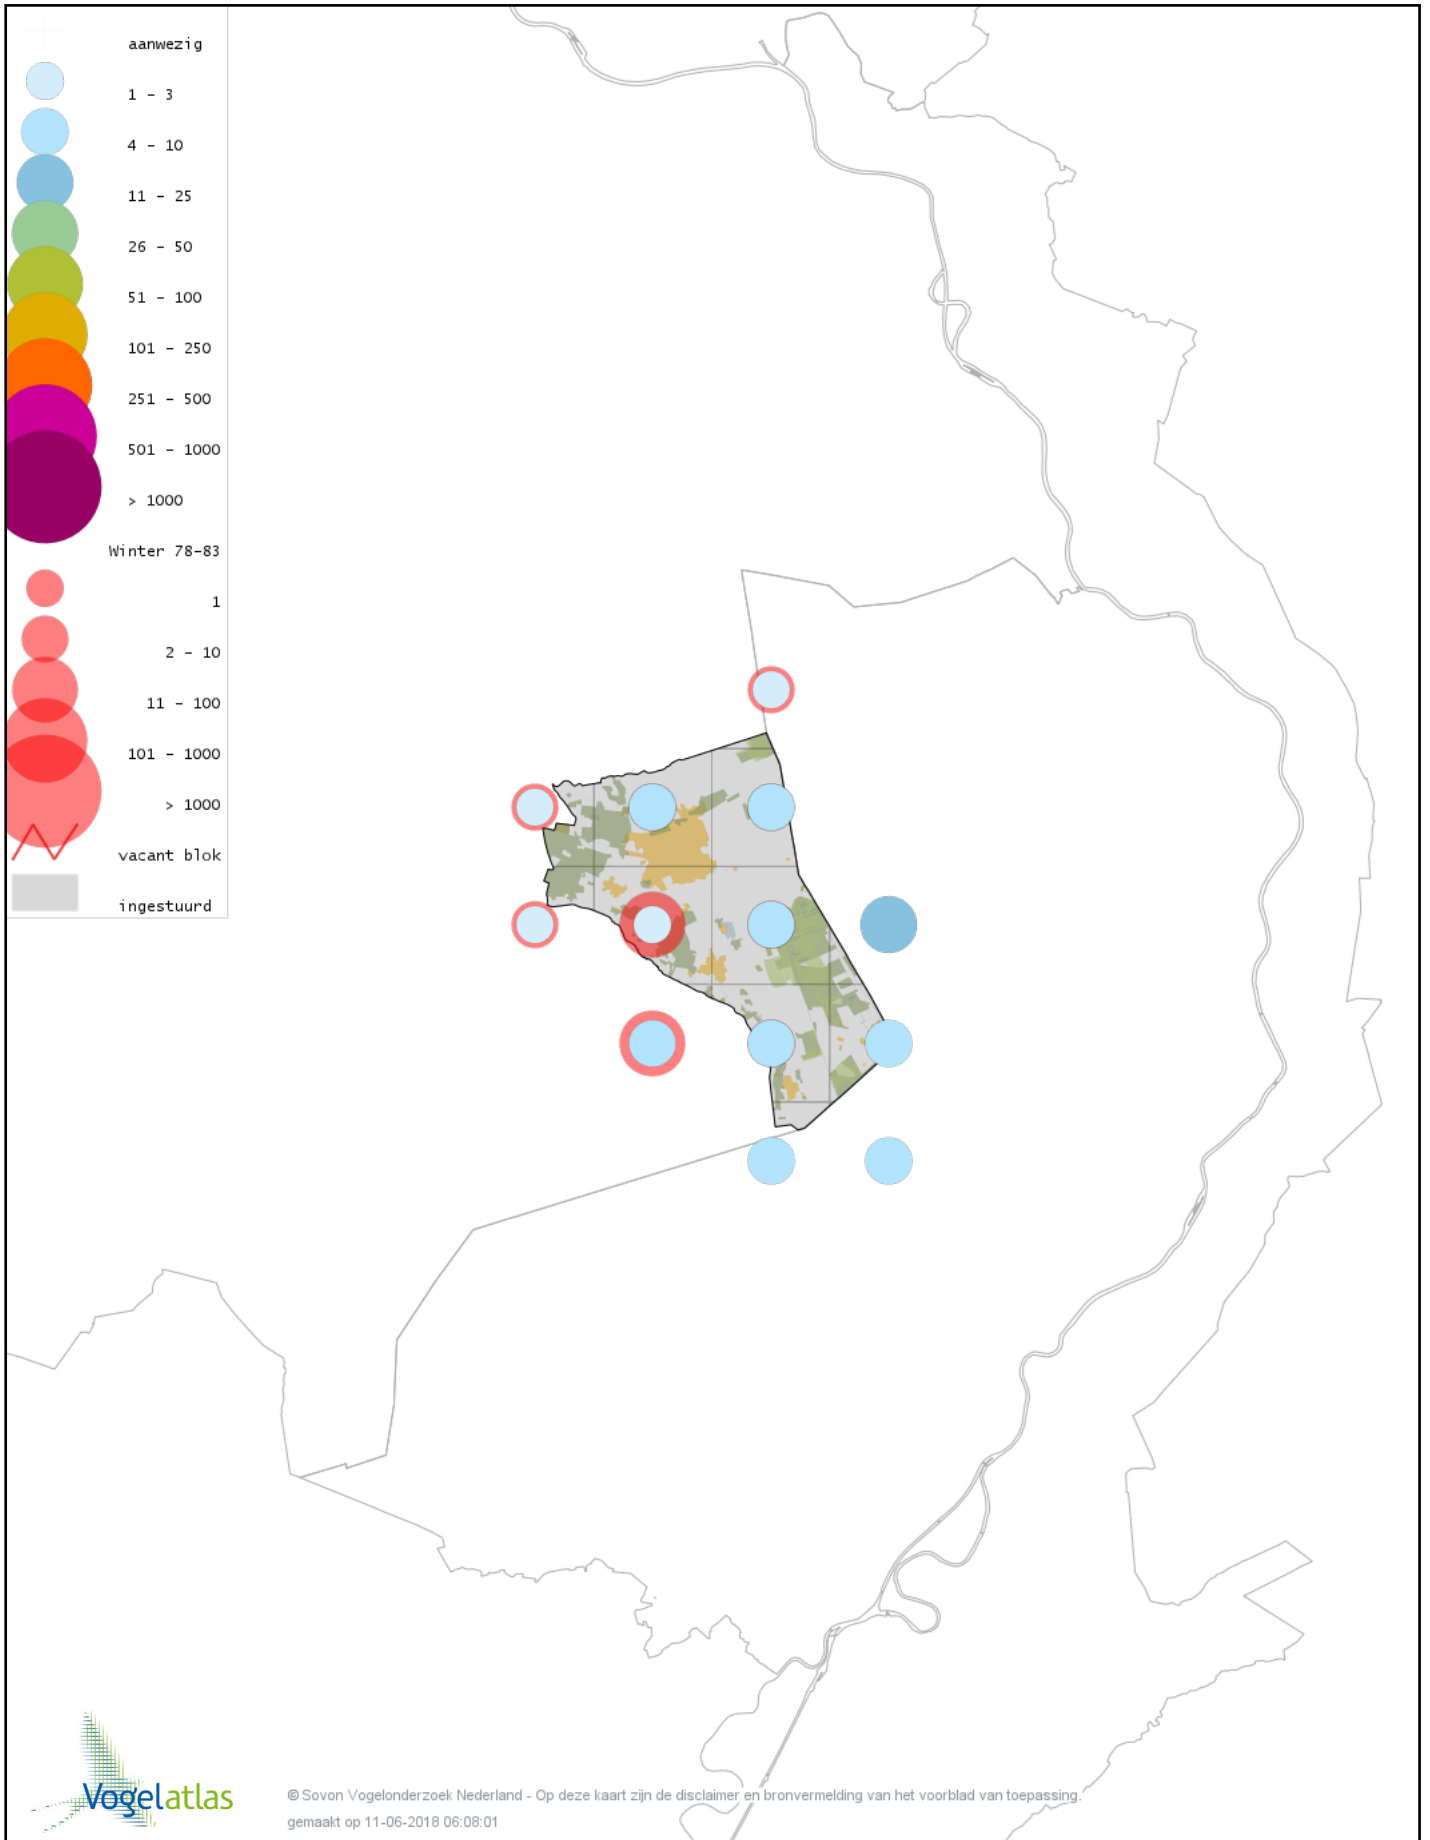 aanwezig
1 – 3
4 – 10
11 – 25
26 – 50
51 – 100
101 – 250
251 – 500
501 – 1000
> 1000
Winter 78–83
1
2 – 10
11 – 100
101 – 1000
> 1000
vacant blok
ingestuurd
Vogelatlas
© Sovon Vogelonderzoek Nederland - Op deze kaart zijn de disclaimer en bronvermelding van het voorblad van toepassing.
gemaakt op 11-06-2018 06:08:01